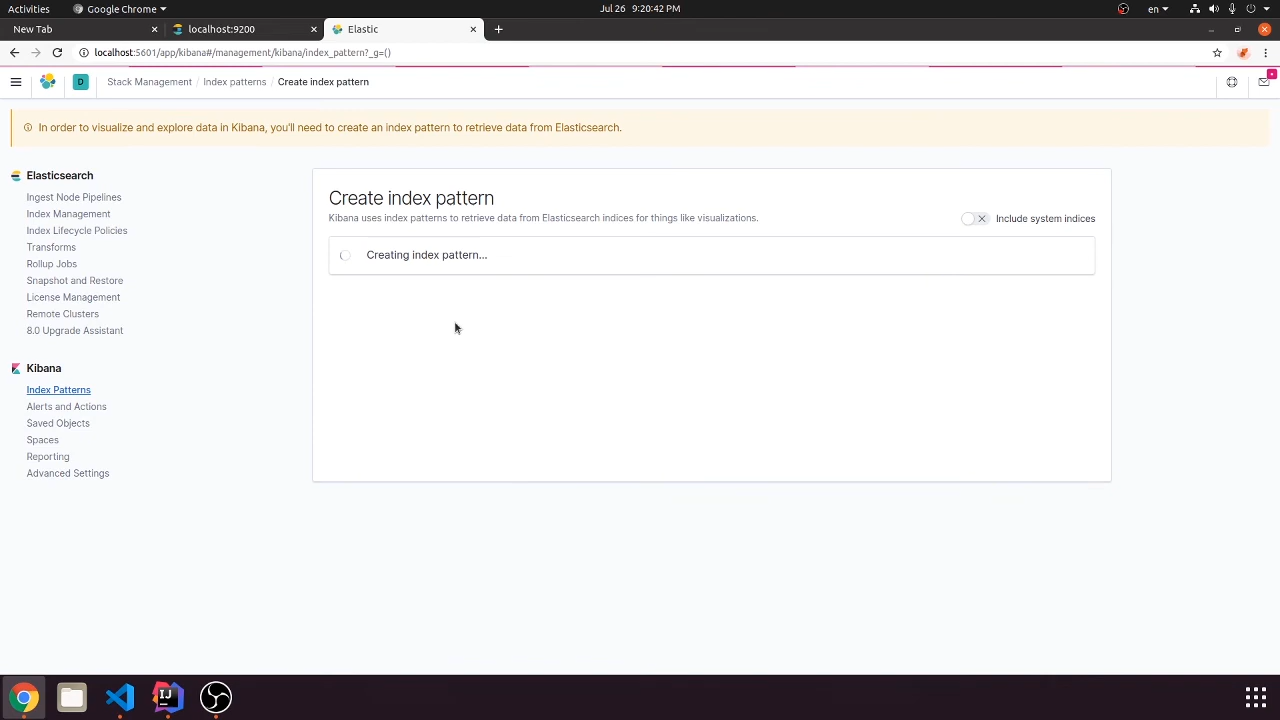 Activities
Google Chrome
Jul 26 9:20:42 PM
en
New Tab
localhost:9200
Elastic
localhost:5601/app/kibana#/management/kibana/index_pattern?_g=()
D
Stack Management / Index patterns / Create index pattern
In order to visualize and explore data in Kibana, you'll need to create an index pattern to retrieve data from Elasticsearch.
Elasticsearch
Ingest Node Pipelines
Index Management
Index Lifecycle Policies
Transforms
Rollup Jobs
Snapshot and Restore
License Management
Remote Clusters
8.0 Upgrade Assistant
Kibana
Index Patterns
Alerts and Actions
Saved Objects
Spaces
Reporting
Advanced Settings
Create index pattern
Kibana uses index patterns to retrieve data from Elasticsearch indices for things like visualizations.
Include system indices
Creating index pattern...
IJ